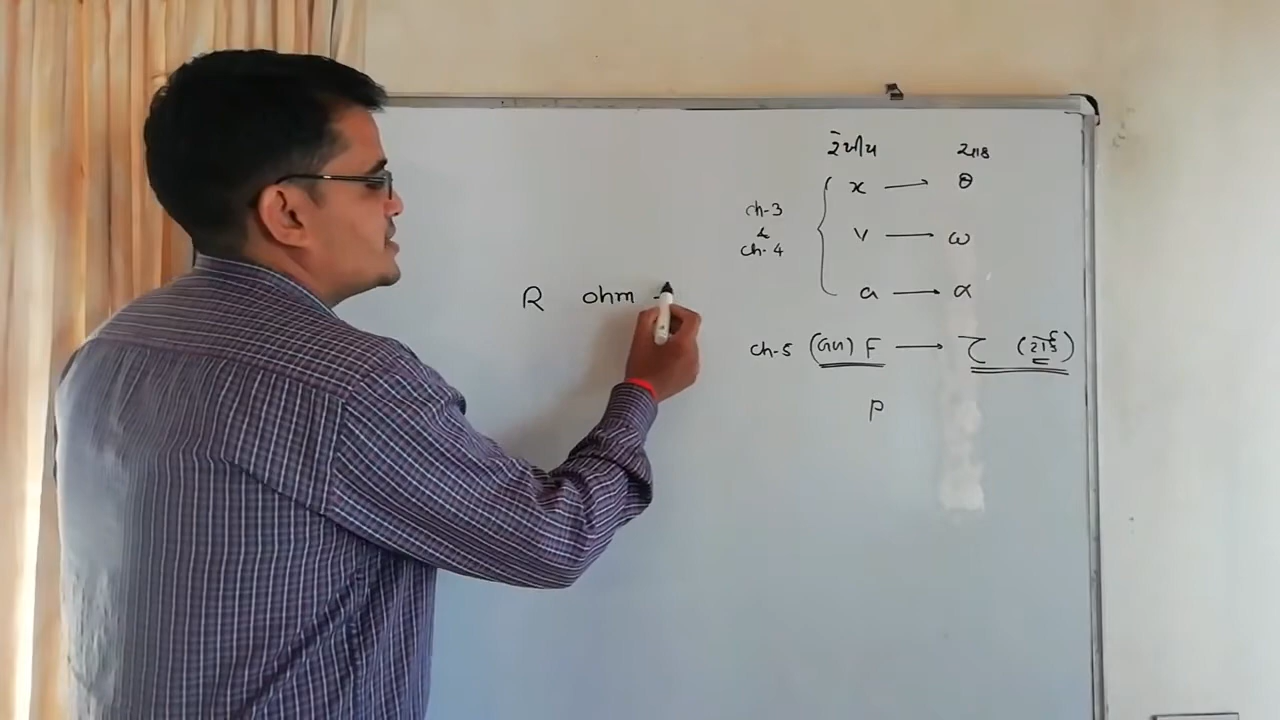 રેખીય ચાક
x → θ
ch-3
&
ch-4
v → ω
a → α
R ohm -
ch-5 (બળ) F → τ (ટોર્ક)
P